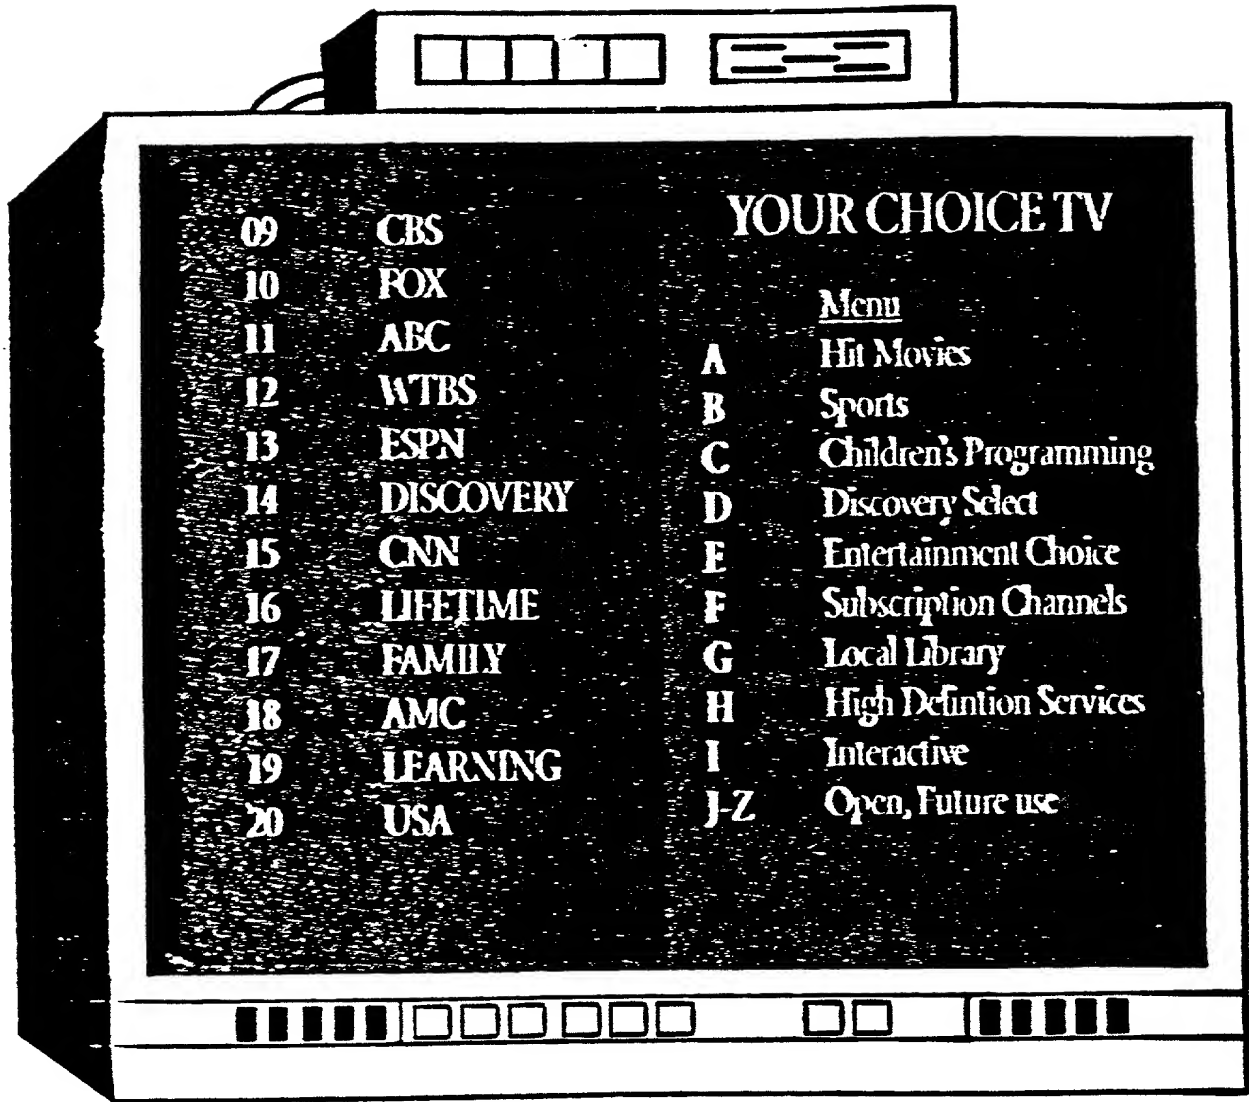 09 CBS
10 FOX
11 ABC
12 WTBS
13 ESPN
14 DISCOVERY
15 CNN
16 LIFETIME
17 FAMILY
18 AMC
19 LEARNING
20 USA
YOUR CHOICE TV
Menu
A Hit Movies
B Sports
C Children's Programming
D Discovery Select
E Entertainment Choice
F Subscription Channels
G Local Library
H High Defintion Services
I Interactive
J-Z Open, Future use